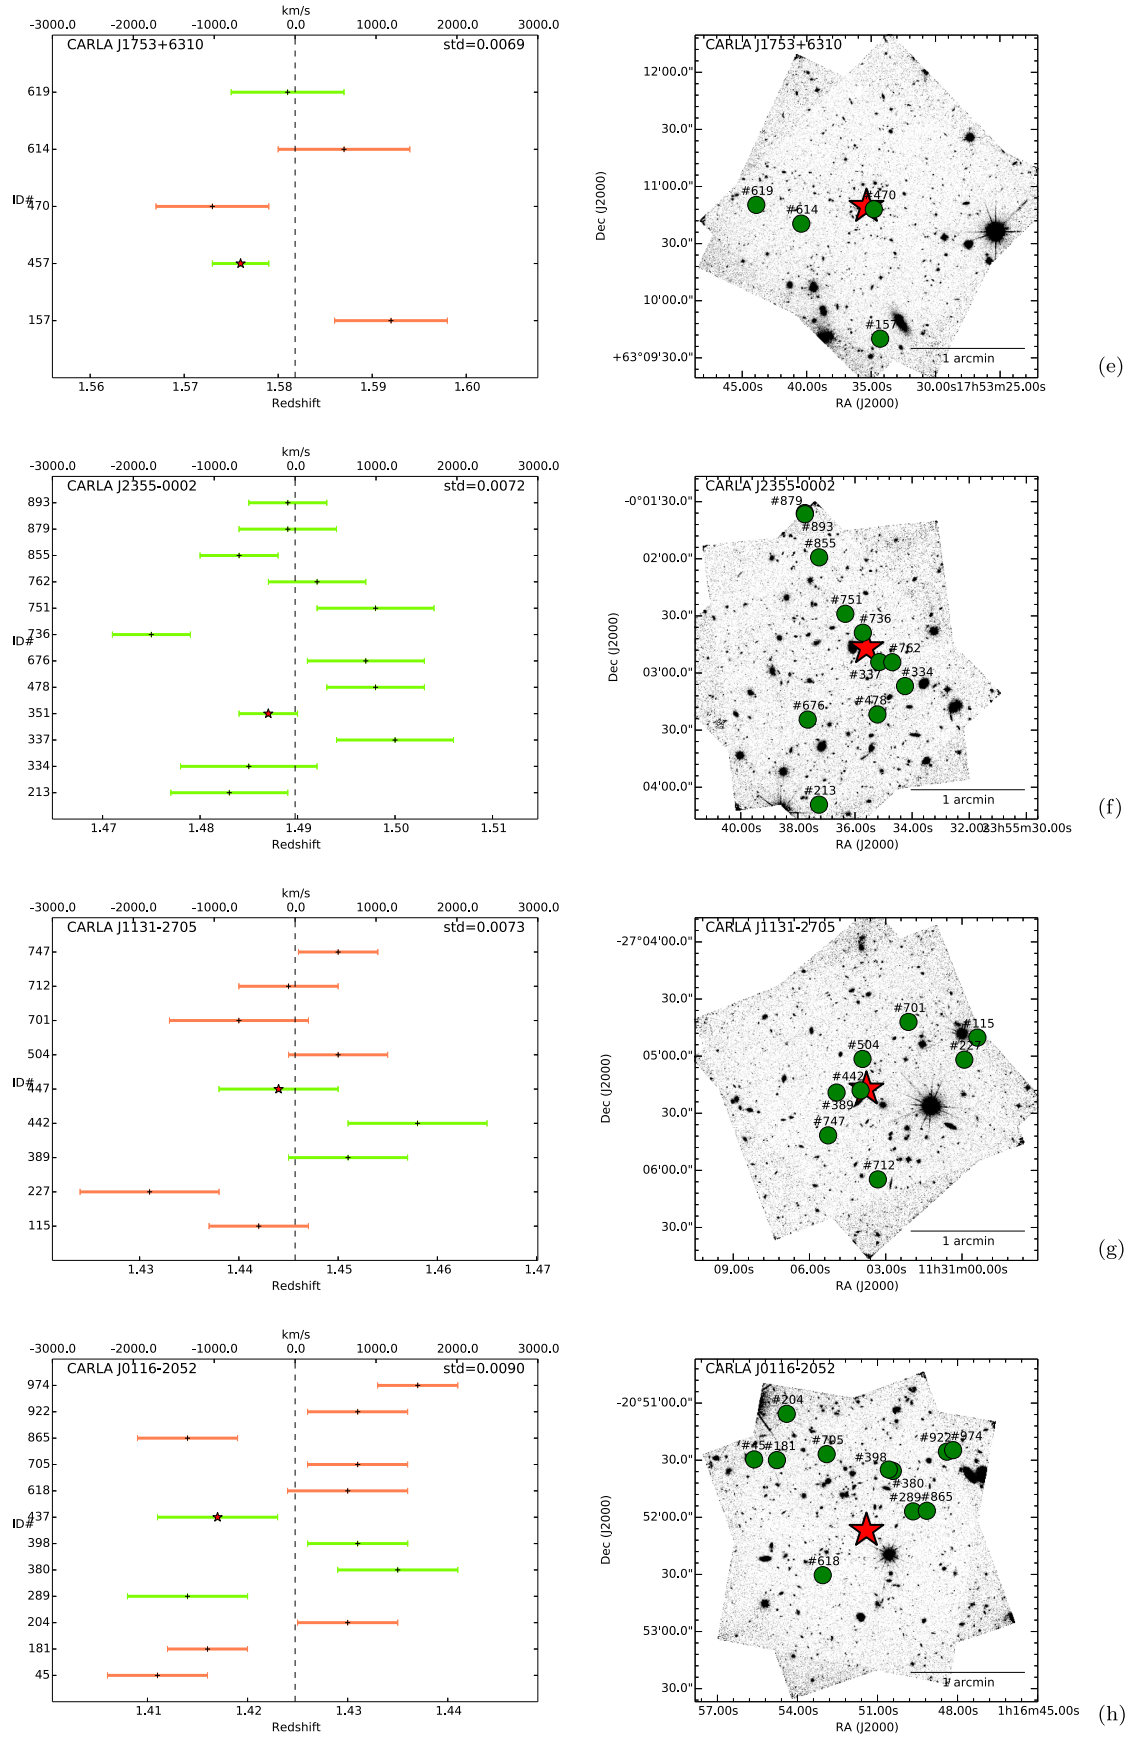 km/s
-3000.0 -2000.0 -1000.0 0.0 1000.0 2000.0 3000.0
CARLA J1753+6310 std=0.0069
619
614
ID#
470
457
157
1.56 1.57 1.58 1.59 1.60
Redshift
CARLA J1753+6310
12'00.0"
30.0"
11'00.0"
30.0"
10'00.0"
+63°09'30.0"
Dec (J2000)
#619
#614
#470
#157
1 arcmin
45.00s 40.00s 35.00s 30.00s 17h53m25.00s
RA (J2000)
(e)
km/s
-3000.0 -2000.0 -1000.0 0.0 1000.0 2000.0 3000.0
CARLA J2355-0002 std=0.0072
893
879
855
762
751
736
ID#
676
478
351
337
334
213
1.47 1.48 1.49 1.50 1.51
Redshift
CARLA J2355-0002
-0°01'30.0"
02'00.0"
30.0"
03'00.0"
30.0"
04'00.0"
Dec (J2000)
#879
#893
#855
#751
#736
#762
#337
#334
#676
#478
#213
1 arcmin
40.00s 38.00s 36.00s 34.00s 32.00s 23h55m30.00s
RA (J2000)
(f)
km/s
-3000.0 -2000.0 -1000.0 0.0 1000.0 2000.0 3000.0
CARLA J1131-2705 std=0.0073
747
712
701
504
ID#
447
442
389
227
115
1.43 1.44 1.45 1.46 1.47
Redshift
CARLA J1131-2705
-27°04'00.0"
30.0"
05'00.0"
30.0"
06'00.0"
30.0"
Dec (J2000)
#701
#115
#504
#227
#442
#389
#747
#712
1 arcmin
09.00s 06.00s 03.00s 11h31m00.00s
RA (J2000)
(g)
km/s
-3000.0 -2000.0 -1000.0 0.0 1000.0 2000.0 3000.0
CARLA J0116-2052 std=0.0090
974
922
865
705
618
437
ID#
398
380
289
204
181
45
1.41 1.42 1.43 1.44
Redshift
CARLA J0116-2052
-20°51'00.0"
30.0"
52'00.0"
30.0"
53'00.0"
30.0"
Dec (J2000)
#204
#922 #974
#45 #181 #705 #398
#380
#289 #865
#618
1 arcmin
57.00s 54.00s 51.00s 48.00s 1h16m45.00s
RA (J2000)
(h)